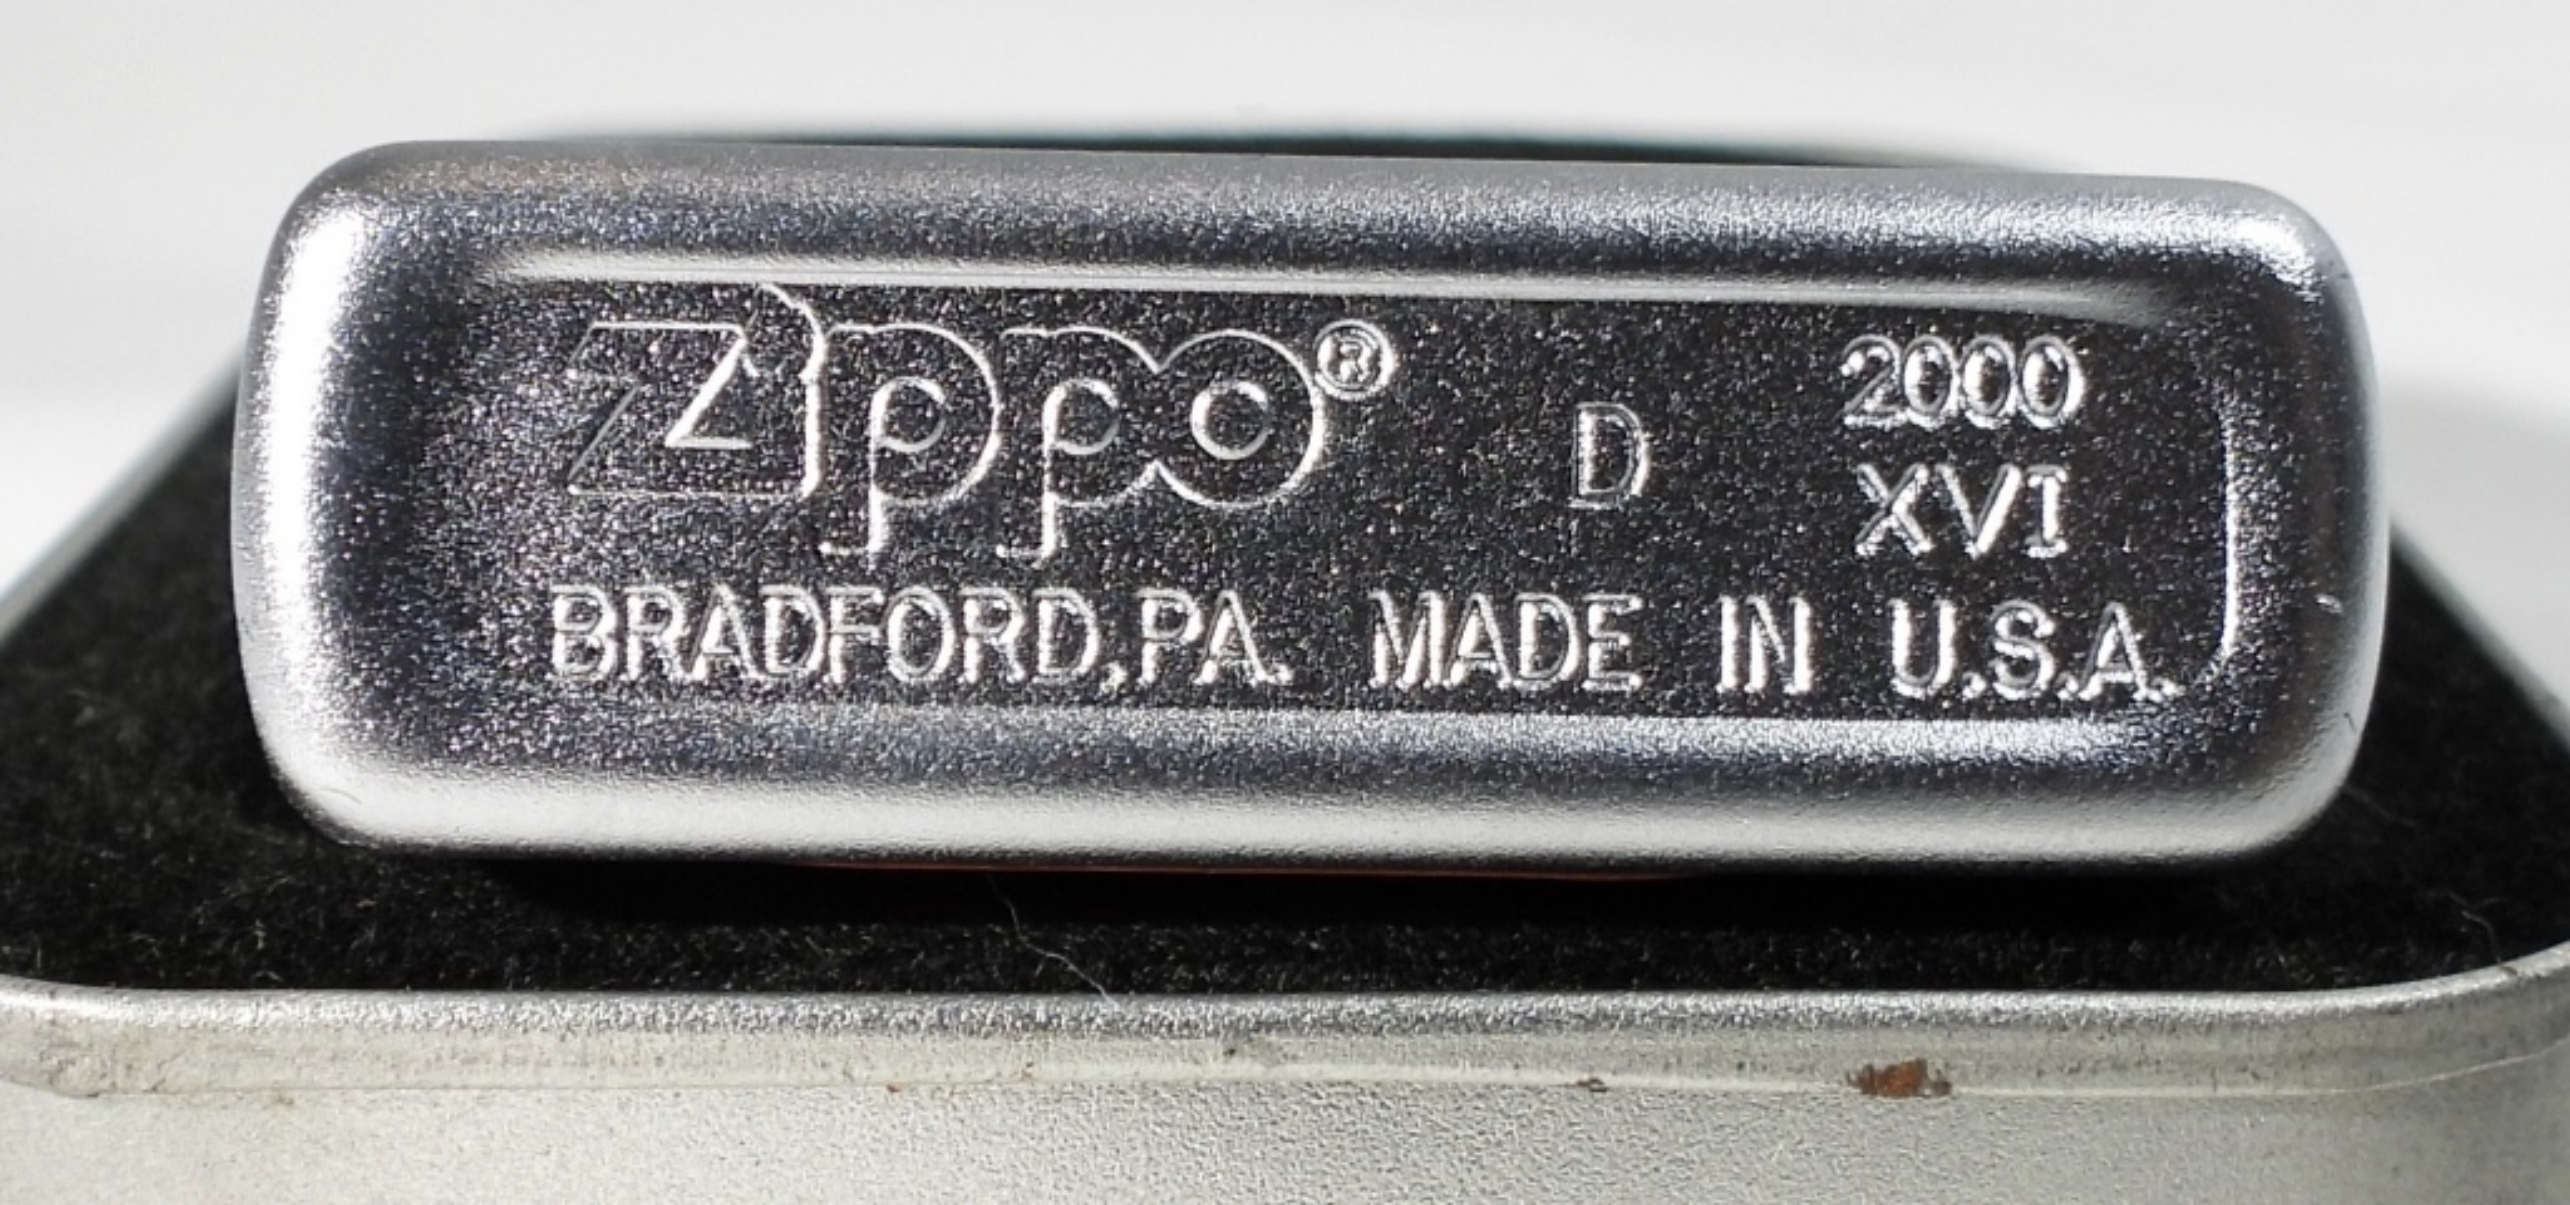 Zippo® D 2000
XVI
BRADFORD,PA. MADE IN U.S.A.